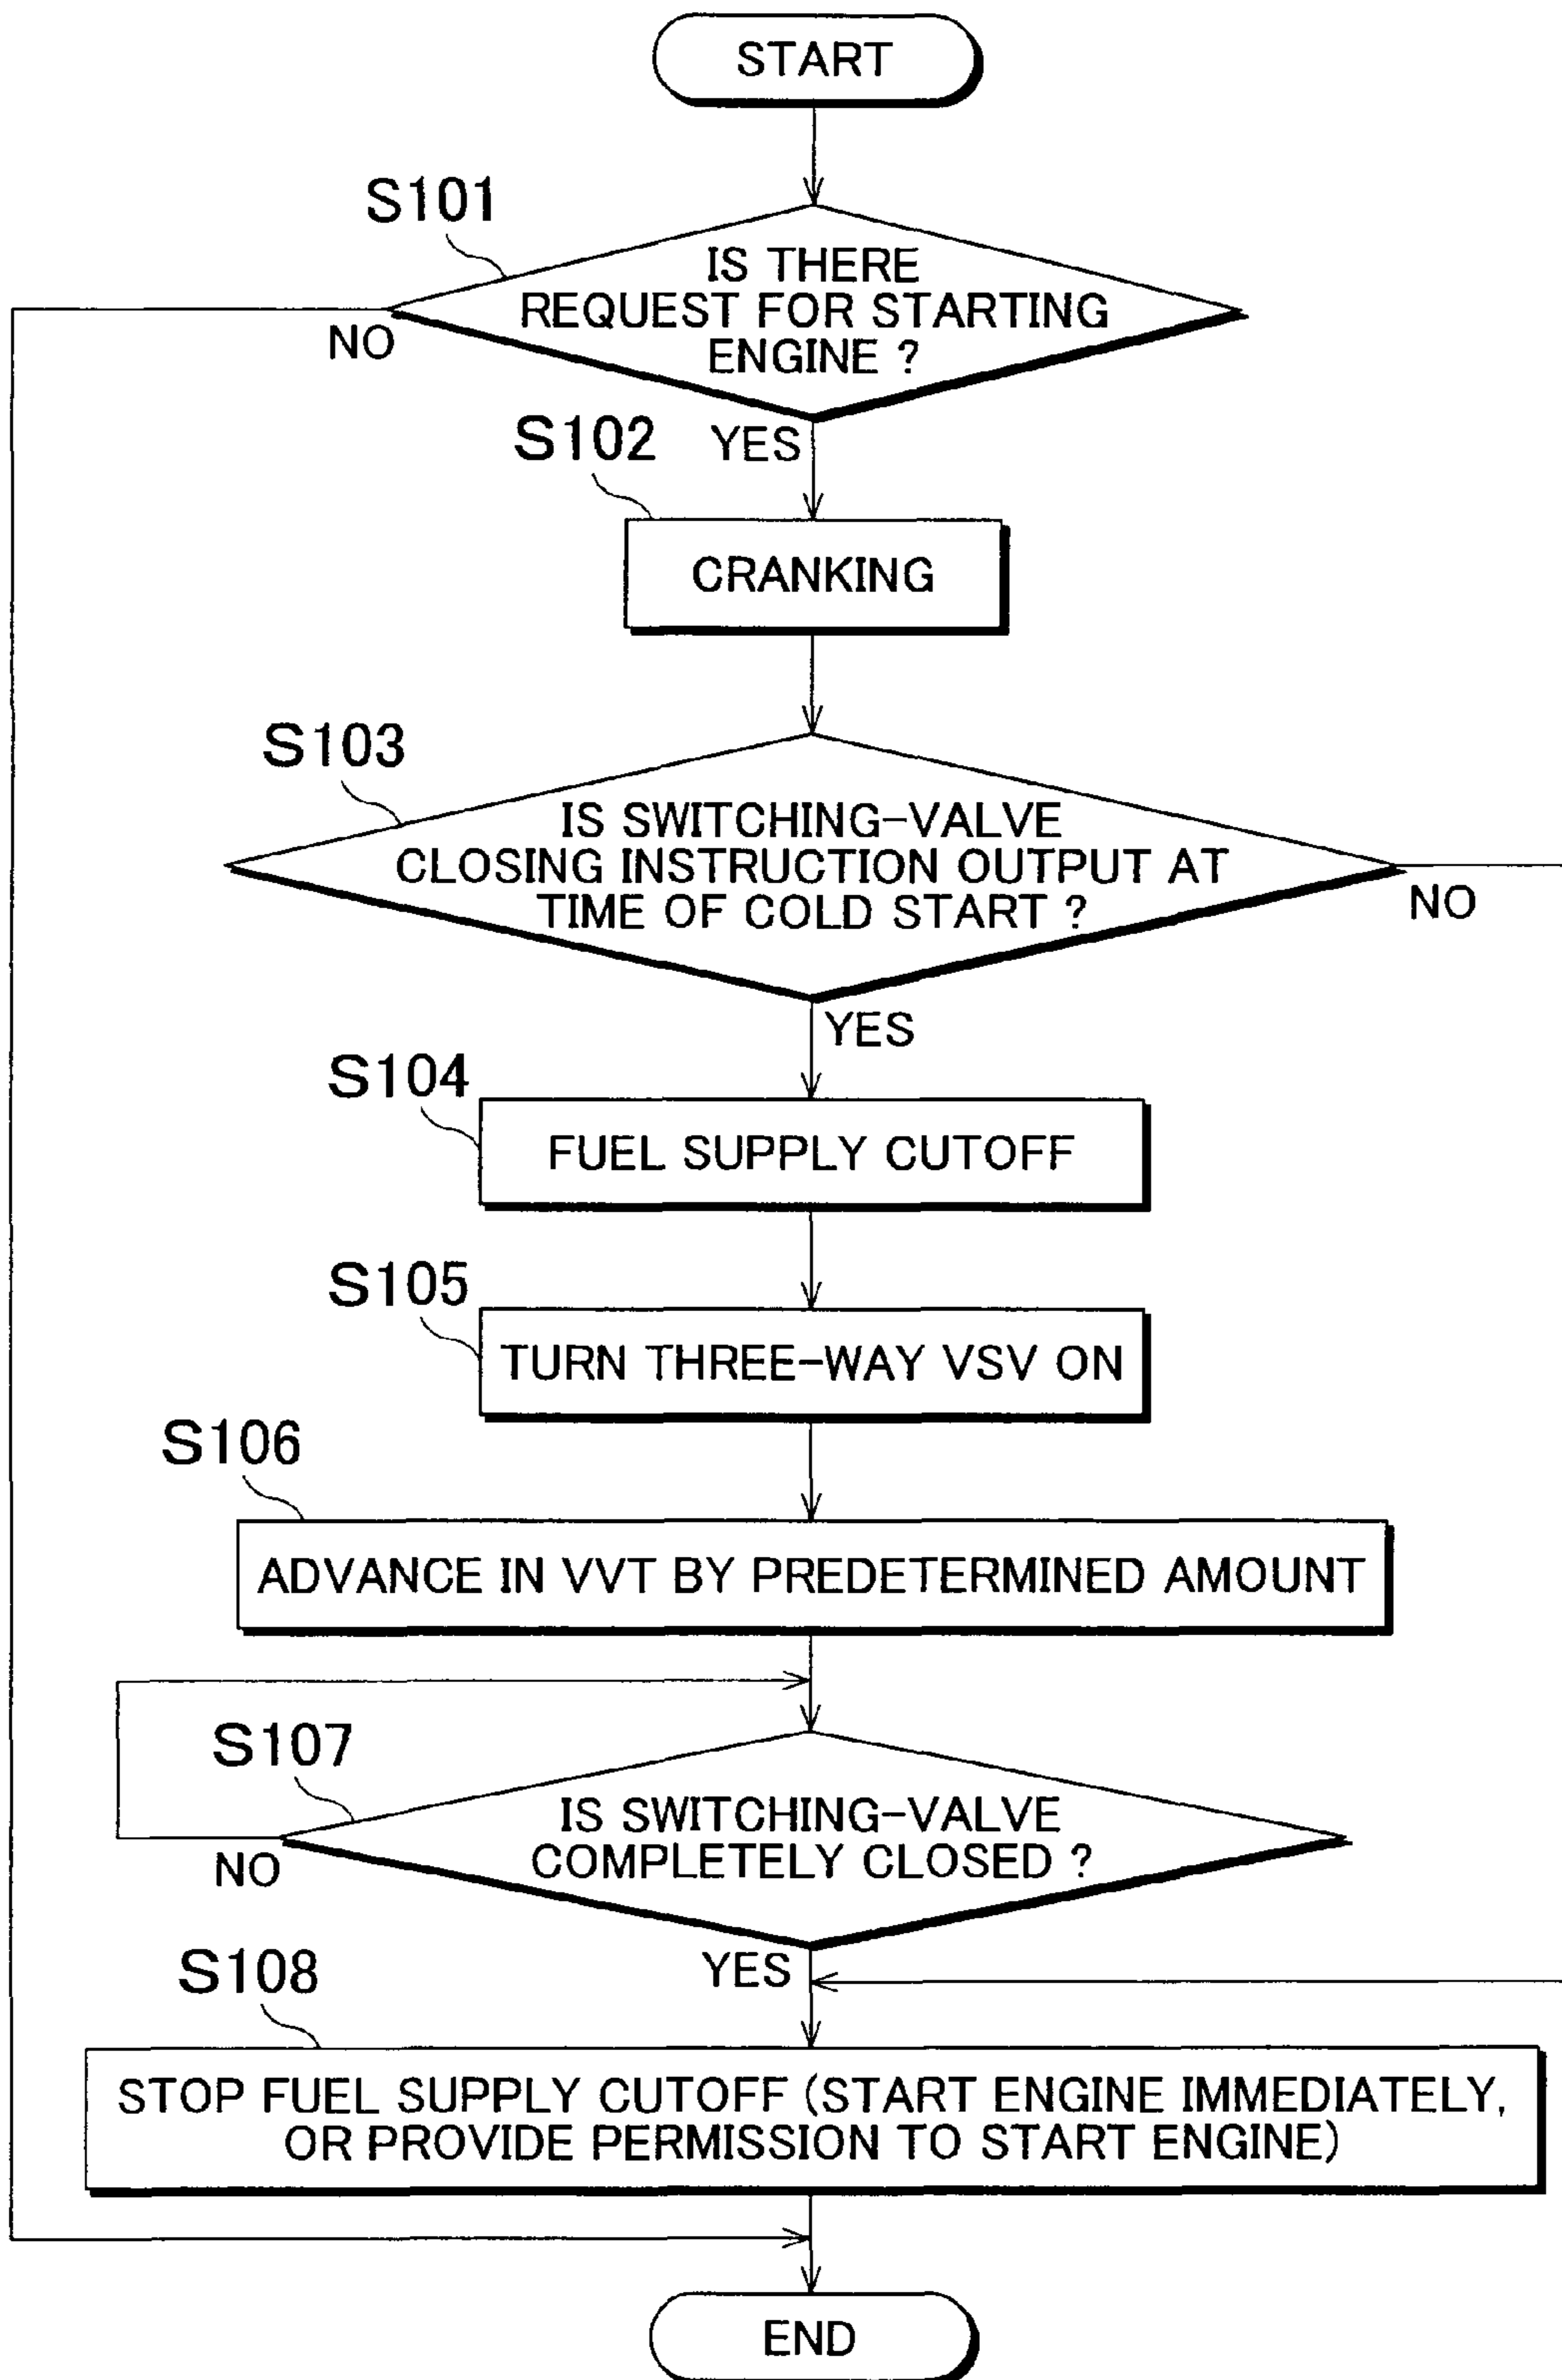 START
S101
IS THERE
REQUEST FOR STARTING
ENGINE ?
NO
S102
YES
CRANKING
S103
IS SWITCHING-VALVE
CLOSING INSTRUCTION OUTPUT AT
TIME OF COLD START ?
NO
YES
S104
FUEL SUPPLY CUTOFF
S105
TURN THREE-WAY VSV ON
S106
ADVANCE IN VVT BY PREDETERMINED AMOUNT
S107
IS SWITCHING-VALVE
COMPLETELY CLOSED ?
NO
YES
S108
STOP FUEL SUPPLY CUTOFF (START ENGINE IMMEDIATELY,
OR PROVIDE PERMISSION TO START ENGINE)
END